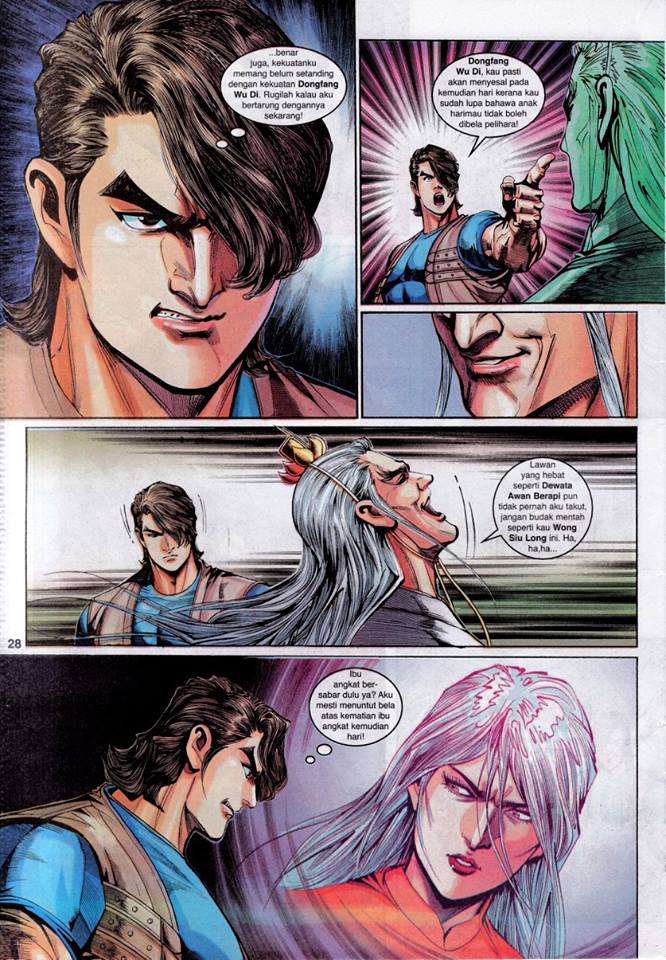 ...benar
juga, kekuatanku
memang belum setanding
dengan kekuatan Dongfang
Wu Di. Rugilah kalau aku
bertarung dengannya
sekarang!
Dongfang
Wu Di, kau pasti
akan menyesal pada
kemudian hari kerana kau
sudah lupa bahawa anak
harimau tidak boleh
dibela pelihara!
Lawan
yang hebat
seperti Dewata
Awan Berapi pun
tidak pernah aku takut,
jangan budak mentah
seperti kau Wong
Siu Long ini. Ha,
ha,ha...
28
Ibu
angkat ber-
sabar dulu ya? Aku
mesti menuntut bela
atas kematian ibu
angkat kemudian
hari!